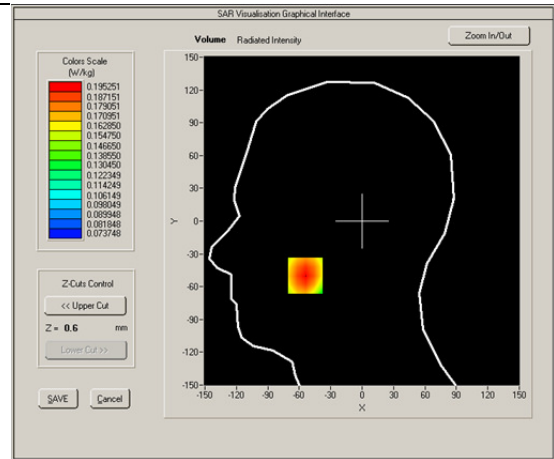 SAR Visualisation Graphical Interface
Volume Radiated Intensity
Zoom In/Out
Colors Scale
(W/kg)
0.195251
0.187151
0.179051
0.170951
0.162850
0.154750
0.146650
0.138550
0.130450
0.122349
0.114249
0.106149
0.098049
0.089948
0.081848
0.073748
150
120
90
60
30
0
-30
-60
-90
-120
-150
Y
-150 -120 -90 -60 -30 0 30 60 90 120 150
X
Z-Cuts Control
<< Upper Cut
Z = 0.6 mm
Lower Cut >>
SAVE Cancel